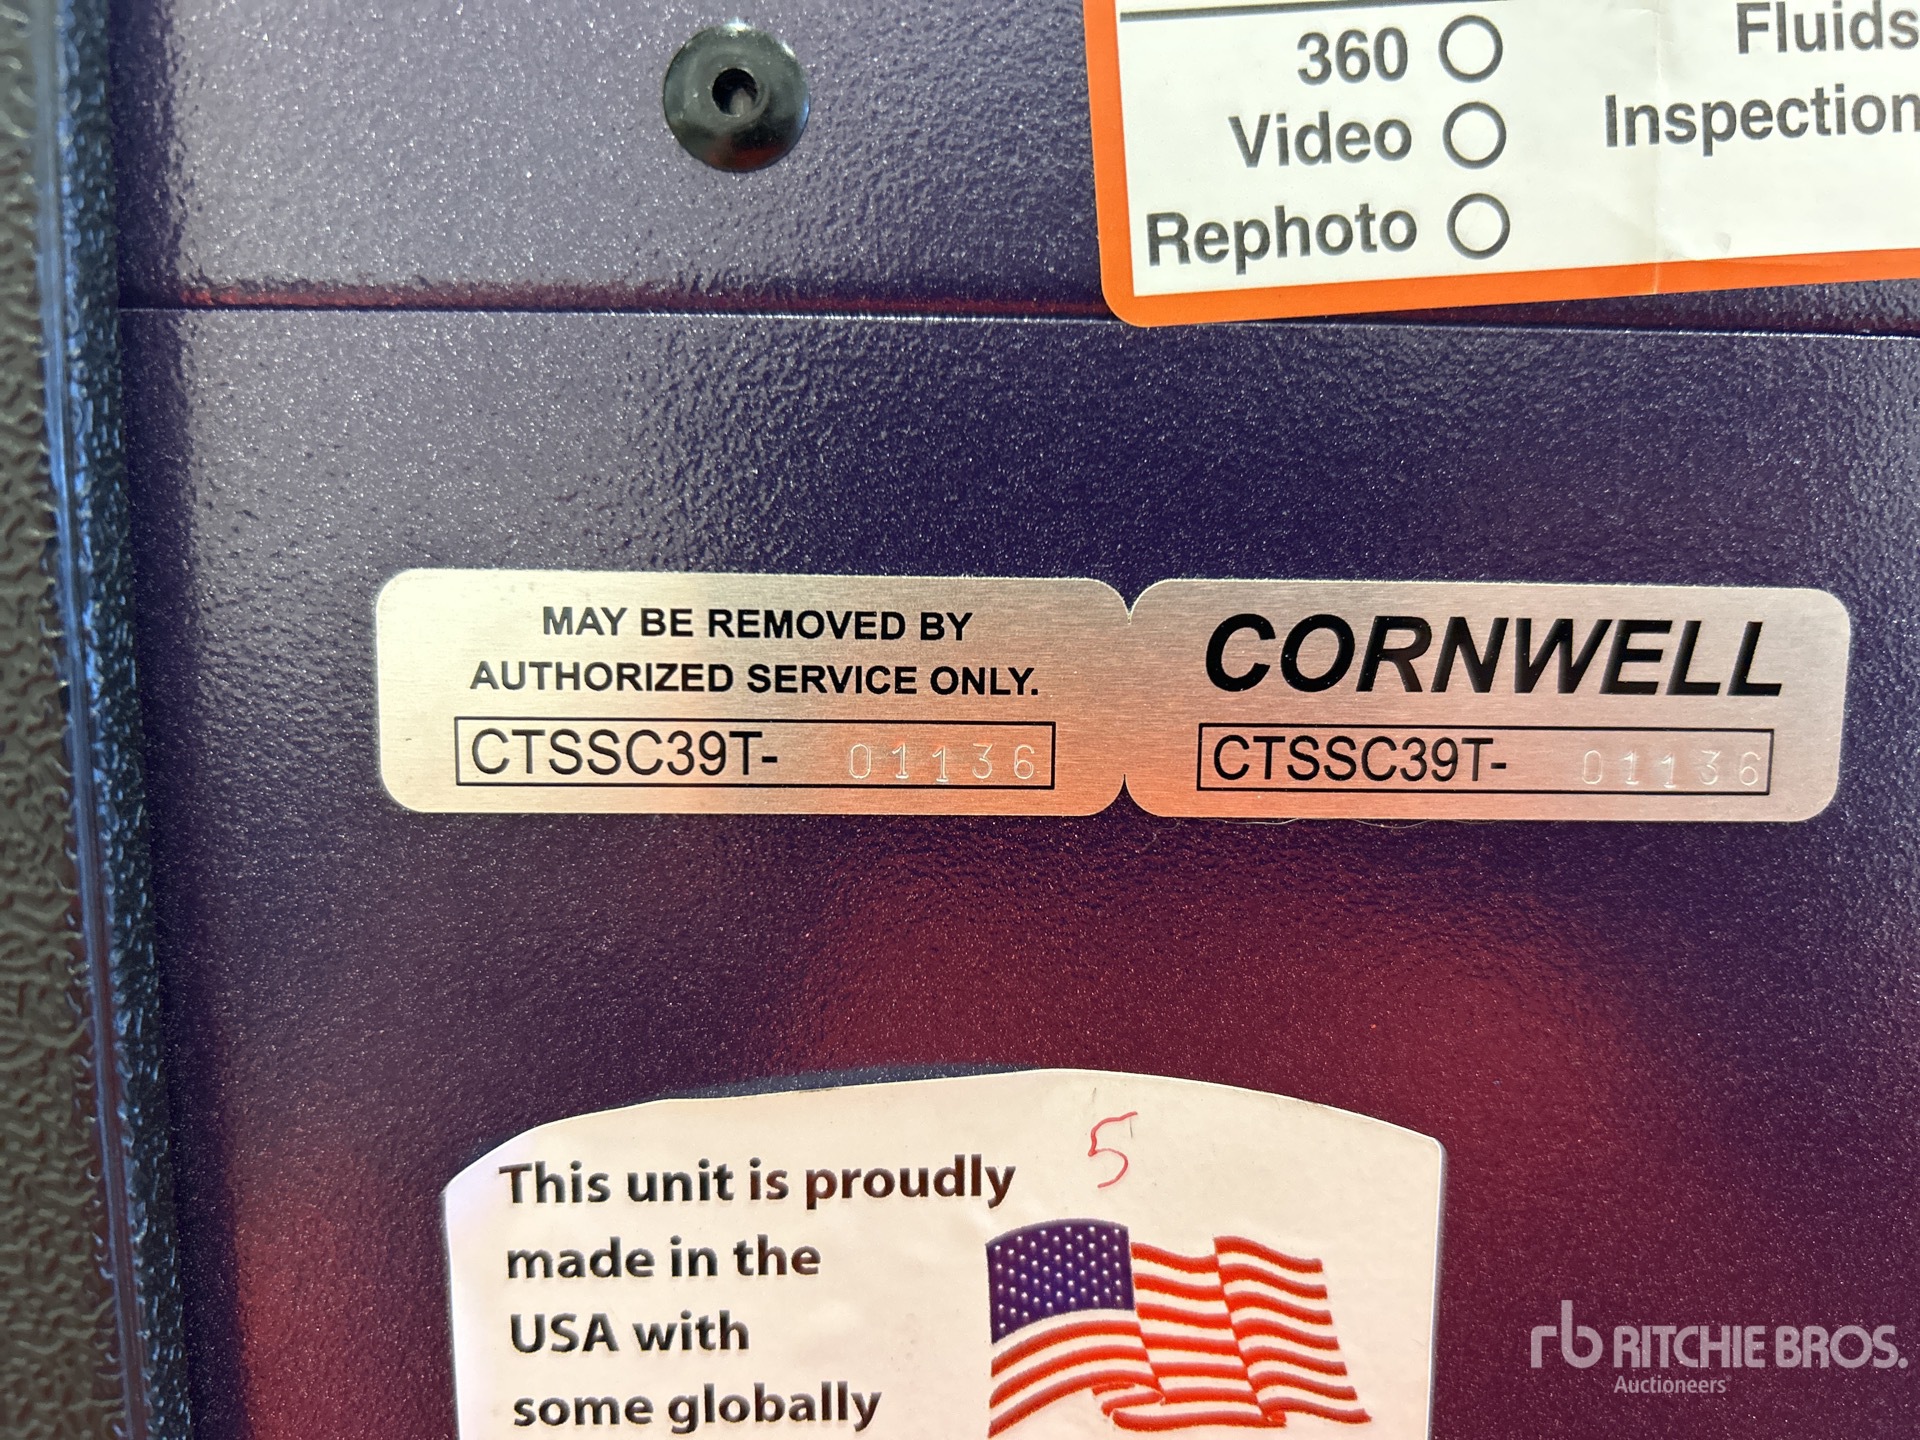 360
Video
Rephoto
Fluids
Inspection
MAY BE REMOVED BY
AUTHORIZED SERVICE ONLY.
CTSSC39T- 01136
CORNWELL
CTSSC39T- 01136
5
This unit is proudly
made in the
USA with
some globally
rb RITCHIE BROS.
Auctioneers